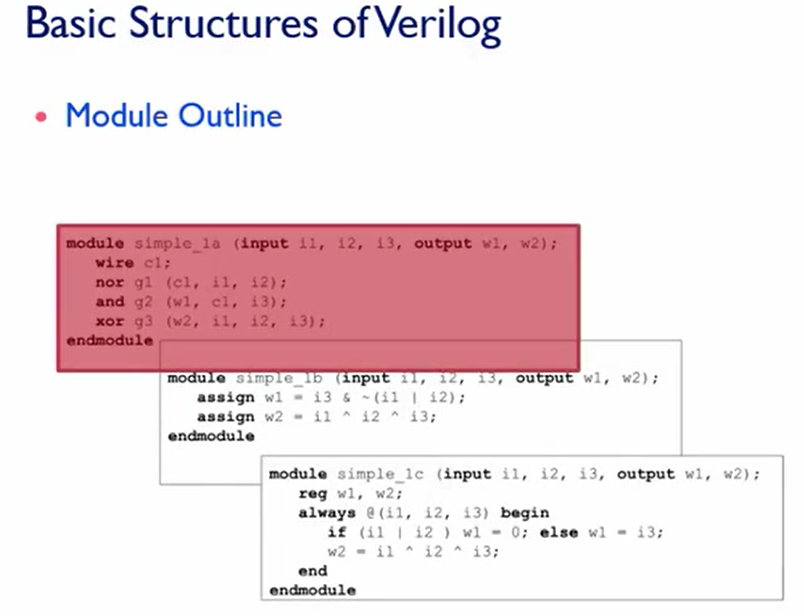 Basic Structures of Verilog
• Module Outline
module simple_1a (input i1, i2, i3, output w1, w2);
wire c1;
nor g1 (c1, i1, i2);
and g2 (w1, c1, i3);
xor g3 (w2, i1, i2, i3);
endmodule
module simple_1b (input i1, i2, i3, output w1, w2);
assign w1 = i3 & ~(i1 | i2);
assign w2 = i1 ^ i2 ^ i3;
endmodule
module simple_1c (input i1, i2, i3, output w1, w2);
reg w1, w2;
always @(i1, i2, i3) begin
if (i1 | i2 ) w1 = 0; else w1 = i3;
w2 = i1 ^ i2 ^ i3;
end
endmodule